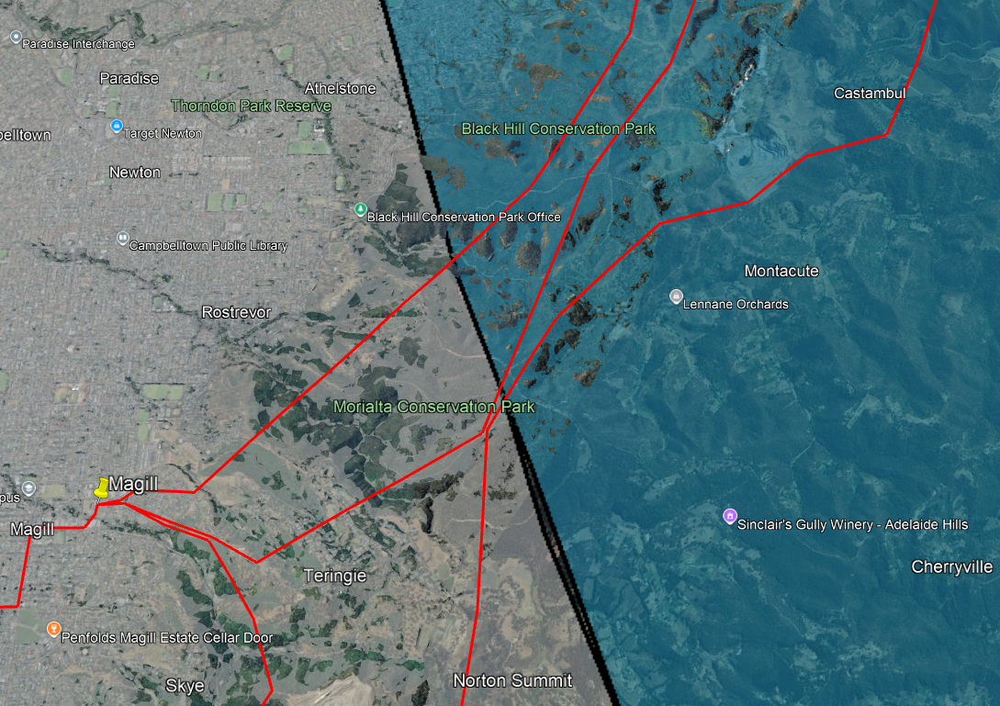 Paradise Interchange
Paradise
Athelstone
Thorndon Park Reserve
Castambul
Black Hill Conservation Park
belltown
Target Newton
Newton
Black Hill Conservation Park Office
Campbelltown Public Library
Montacute
Lennane Orchards
Rostrevor
Morialta Conservation Park
Magill
pus
Magill
Sinclair's Gully Winery - Adelaide Hills
Cherryville
Teringie
Penfolds Magill Estate Cellar Door
Skye
Norton Summit